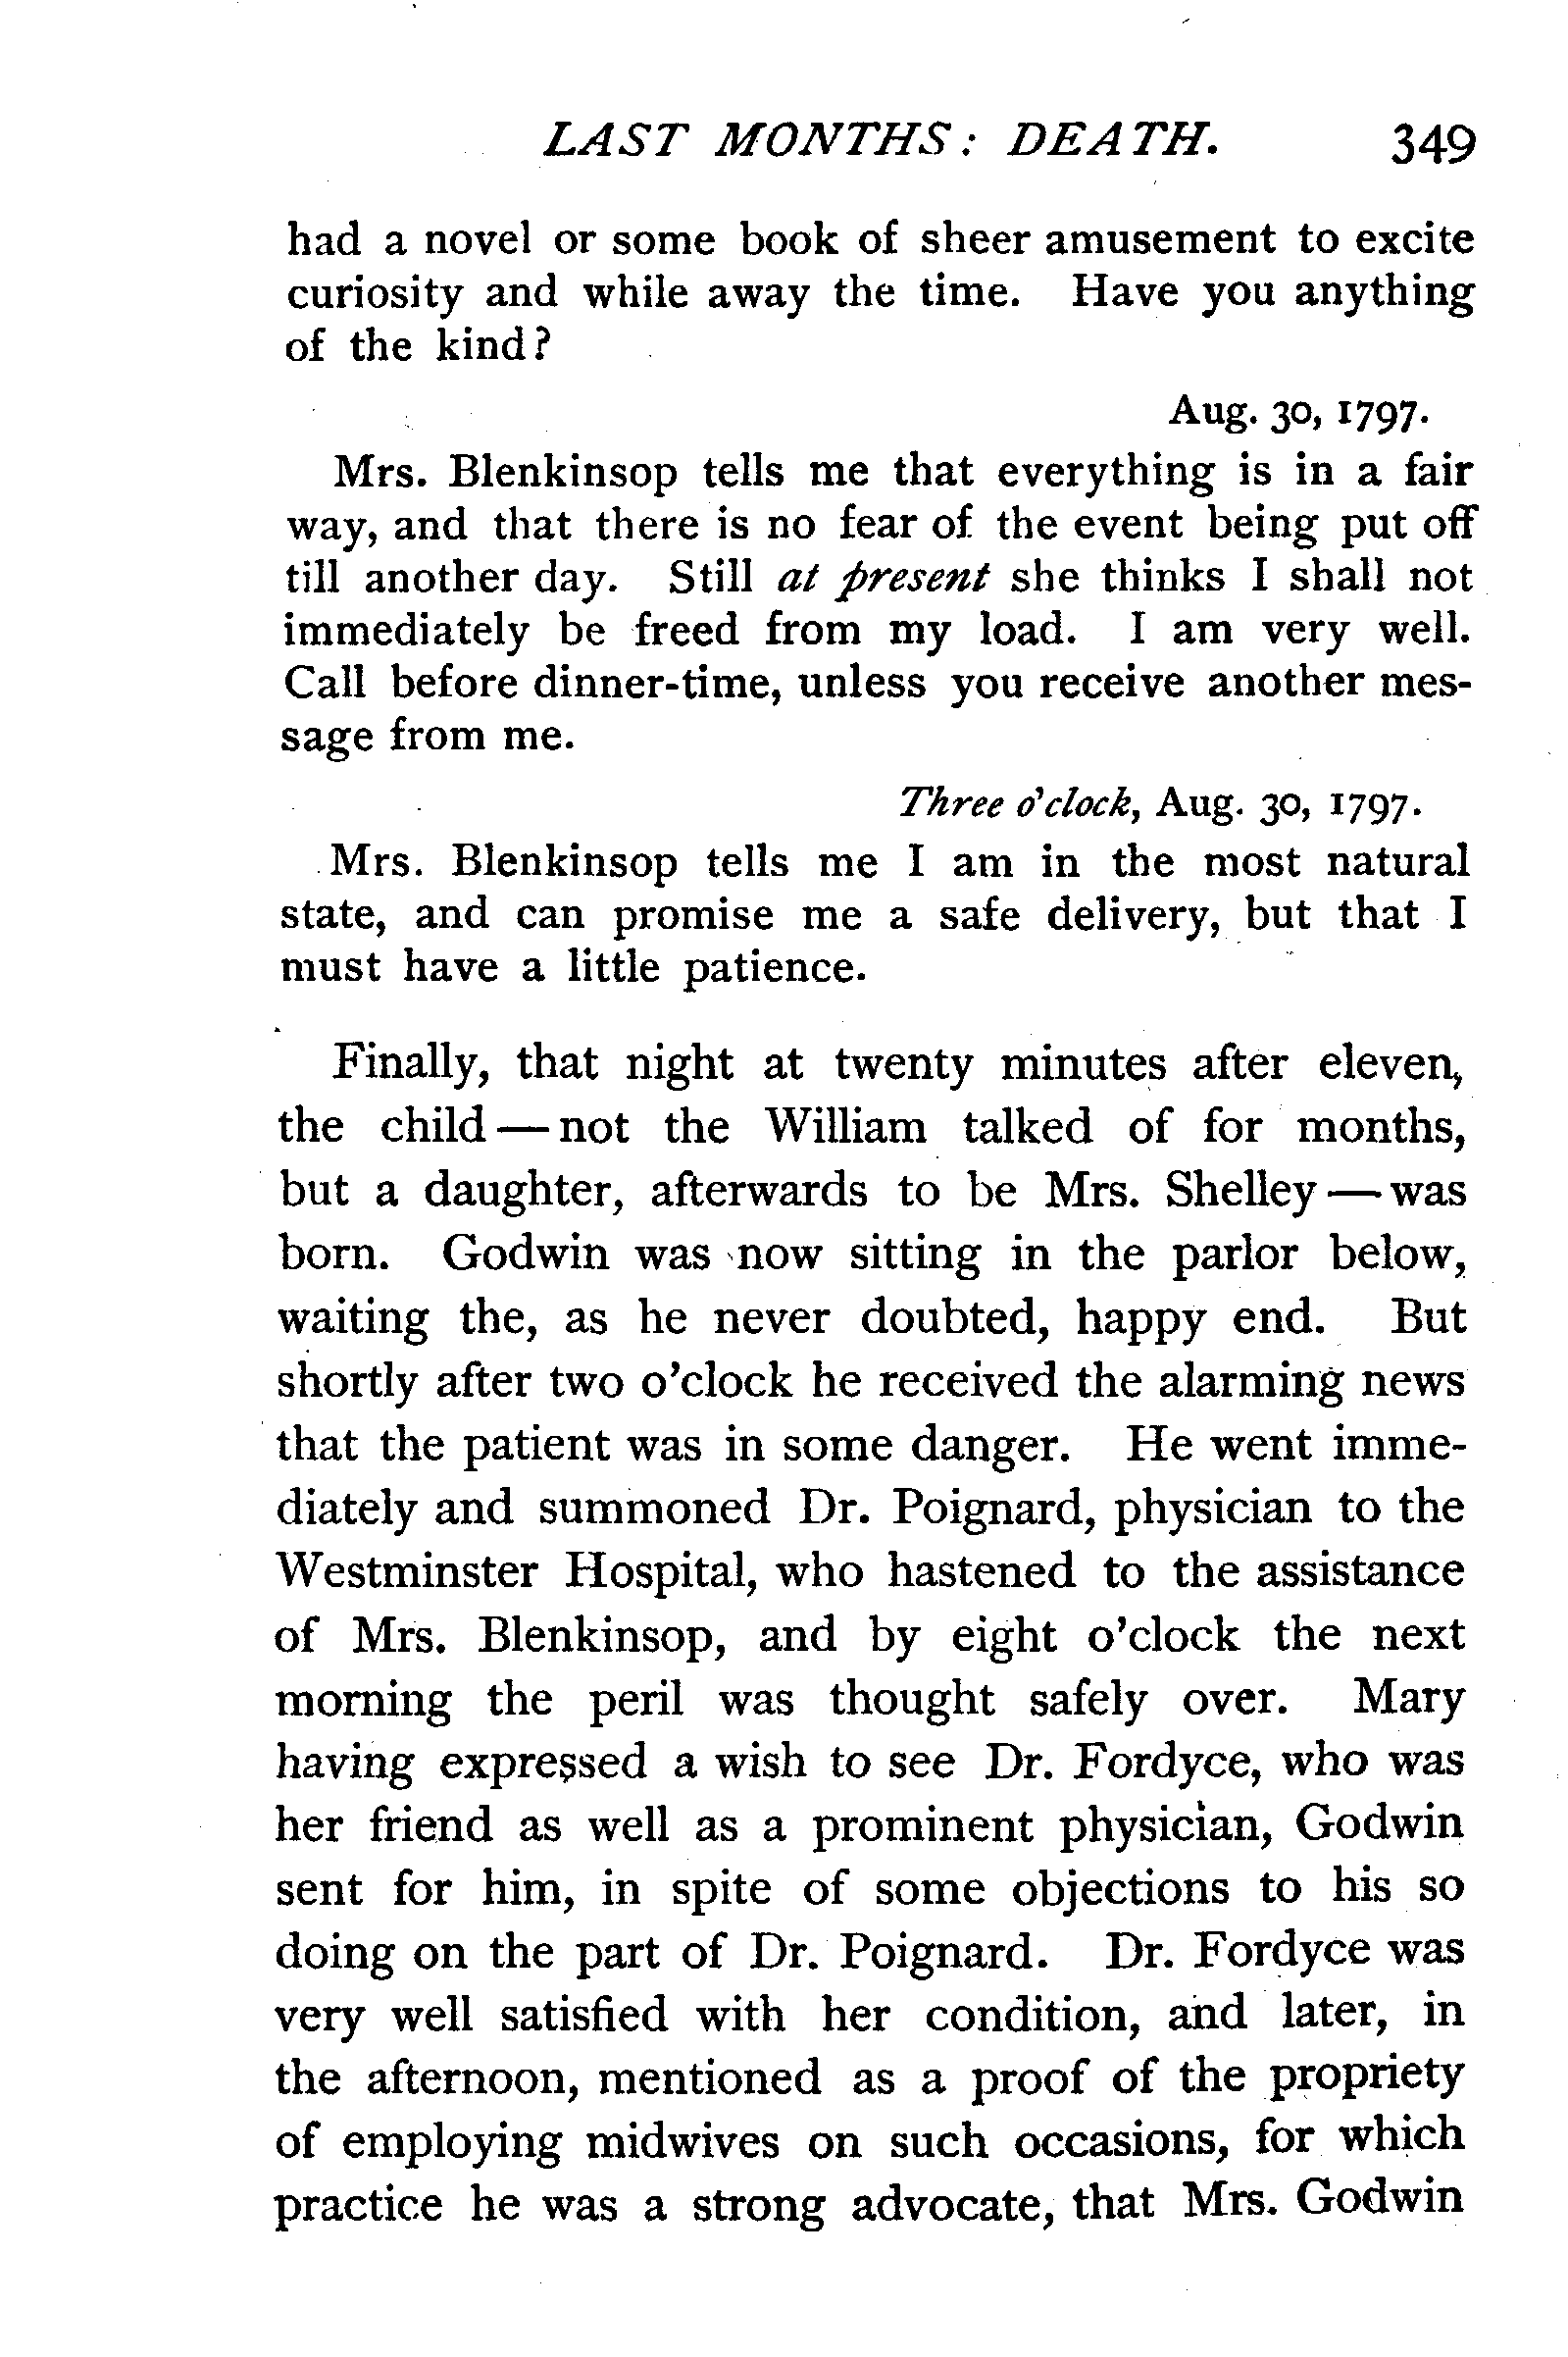 LAST MONTHS: DEATH. 349
had a novel or some book of sheer amusement to excite
curiosity and while away the time. Have you anything
of the kind?
Aug. 30, 1797.
Mrs. Blenkinsop tells me that everything is in a fair
way, and that there is no fear of the event being put off
till another day. Still at present she thinks I shall not
immediately be freed from my load. I am very well.
Call before dinner-time, unless you receive another mes-
sage from me.
Three o'clock, Aug. 30, 1797.
Mrs. Blenkinsop tells me I am in the most natural
state, and can promise me a safe delivery, but that I
must have a little patience.
Finally, that night at twenty minutes after eleven,
the child — not the William talked of for months,
but a daughter, afterwards to be Mrs. Shelley — was
born. Godwin was now sitting in the parlor below,
waiting the, as he never doubted, happy end. But
shortly after two o'clock he received the alarming news
that the patient was in some danger. He went imme-
diately and summoned Dr. Poignard, physician to the
Westminster Hospital, who hastened to the assistance
of Mrs. Blenkinsop, and by eight o'clock the next
morning the peril was thought safely over. Mary
having expressed a wish to see Dr. Fordyce, who was
her friend as well as a prominent physician, Godwin
sent for him, in spite of some objections to his so
doing on the part of Dr. Poignard. Dr. Fordyce was
very well satisfied with her condition, and later, in
the afternoon, mentioned as a proof of the propriety
of employing midwives on such occasions, for which
practice he was a strong advocate, that Mrs. Godwin